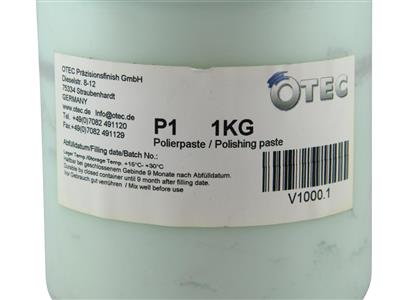 OTEC Präzisionsfinish GmbH
Dieselstr. 8-12
75334 Straubenhardt
GERMANY
www.otec.de info@otec.de
Tel. +49(0)7082 491120
Fax.+49(0)7082 491129
OTEC
P1 1KG
Polierpaste / Polishing paste
Abfülldatum/Filling date/Batch No.:
Lager Temp./Storage Temp. +15°C- +30°C
Haltbar bei geschlossenem Gebinde 9 Monate nach Abfülldatum.
Durable by closed container until 9 month after filling date.
Vor Gebrauch gut verrühren / Mix well before use
V1000.1